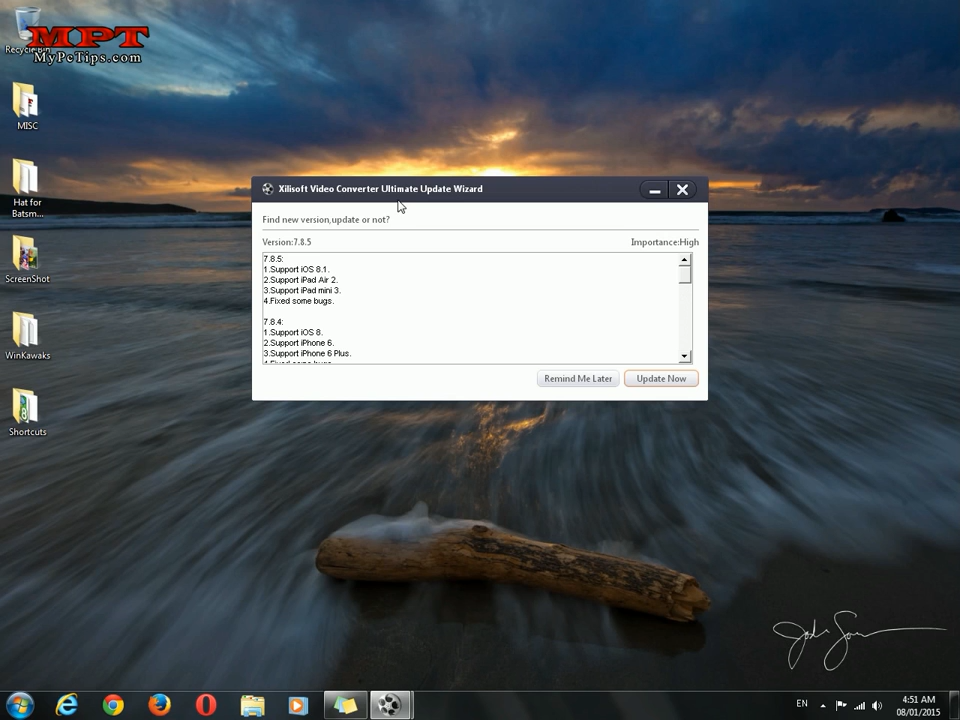 MPT
MyPcTips.com
Recycle Bin
MISC
Hat for
Batsm...
ScreenShot
WinKawaks
Shortcuts
Xilisoft Video Converter Ultimate Update Wizard
Find new version,update or not?
Version:7.8.5
Importance:High
7.8.5:
1.Support iOS 8.1.
2.Support iPad Air 2.
3.Support iPad mini 3.
4.Fixed some bugs.
7.8.4:
1.Support iOS 8.
2.Support iPhone 6.
3.Support iPhone 6 Plus.
4.Fixed some bugs.
Remind Me Later
Update Now
EN
4:51 AM
08/01/2015